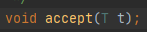 void accept(T t);